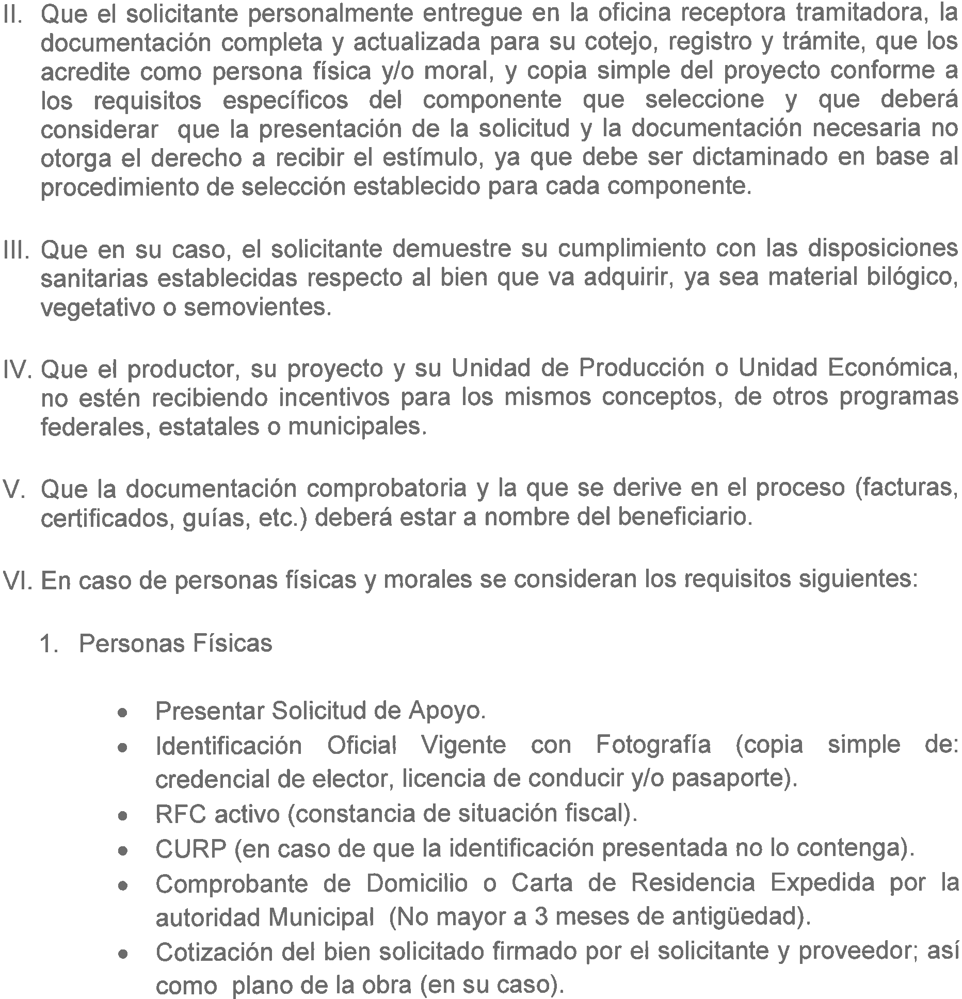 II. Que el solicitante personalmente entregue en la oficina receptora tramitadora, la
documentación completa y actualizada para su cotejo, registro y trámite, que los
acredite como persona física y/o moral, y copia simple del proyecto conforme a
los requisitos específicos del componente que seleccione y que deberá
considerar que la presentación de la solicitud y la documentación necesaria no
otorga el derecho a recibir el estímulo, ya que debe ser dictaminado en base al
procedimiento de selección establecido para cada componente.
III. Que en su caso, el solicitante demuestre su cumplimiento con las disposiciones
sanitarias establecidas respecto al bien que va adquirir, ya sea material bilógico,
vegetativo o semovientes.
IV. Que el productor, su proyecto y su Unidad de Producción o Unidad Económica,
no estén recibiendo incentivos para los mismos conceptos, de otros programas
federales, estatales o municipales.
V. Que la documentación comprobatoria y la que se derive en el proceso (facturas,
certificados, guías, etc.) deberá estar a nombre del beneficiario.
VI. En caso de personas físicas y morales se consideran los requisitos siguientes:
1. Personas Físicas
• Presentar Solicitud de Apoyo.
• Identificación Oficial Vigente con Fotografía (copia simple de:
credencial de elector, licencia de conducir y/o pasaporte).
• RFC activo (constancia de situación fiscal).
• CURP (en caso de que la identificación presentada no lo contenga).
• Comprobante de Domicilio o Carta de Residencia Expedida por la
autoridad Municipal (No mayor a 3 meses de antigüedad).
• Cotización del bien solicitado firmado por el solicitante y proveedor; así
como plano de la obra (en su caso).